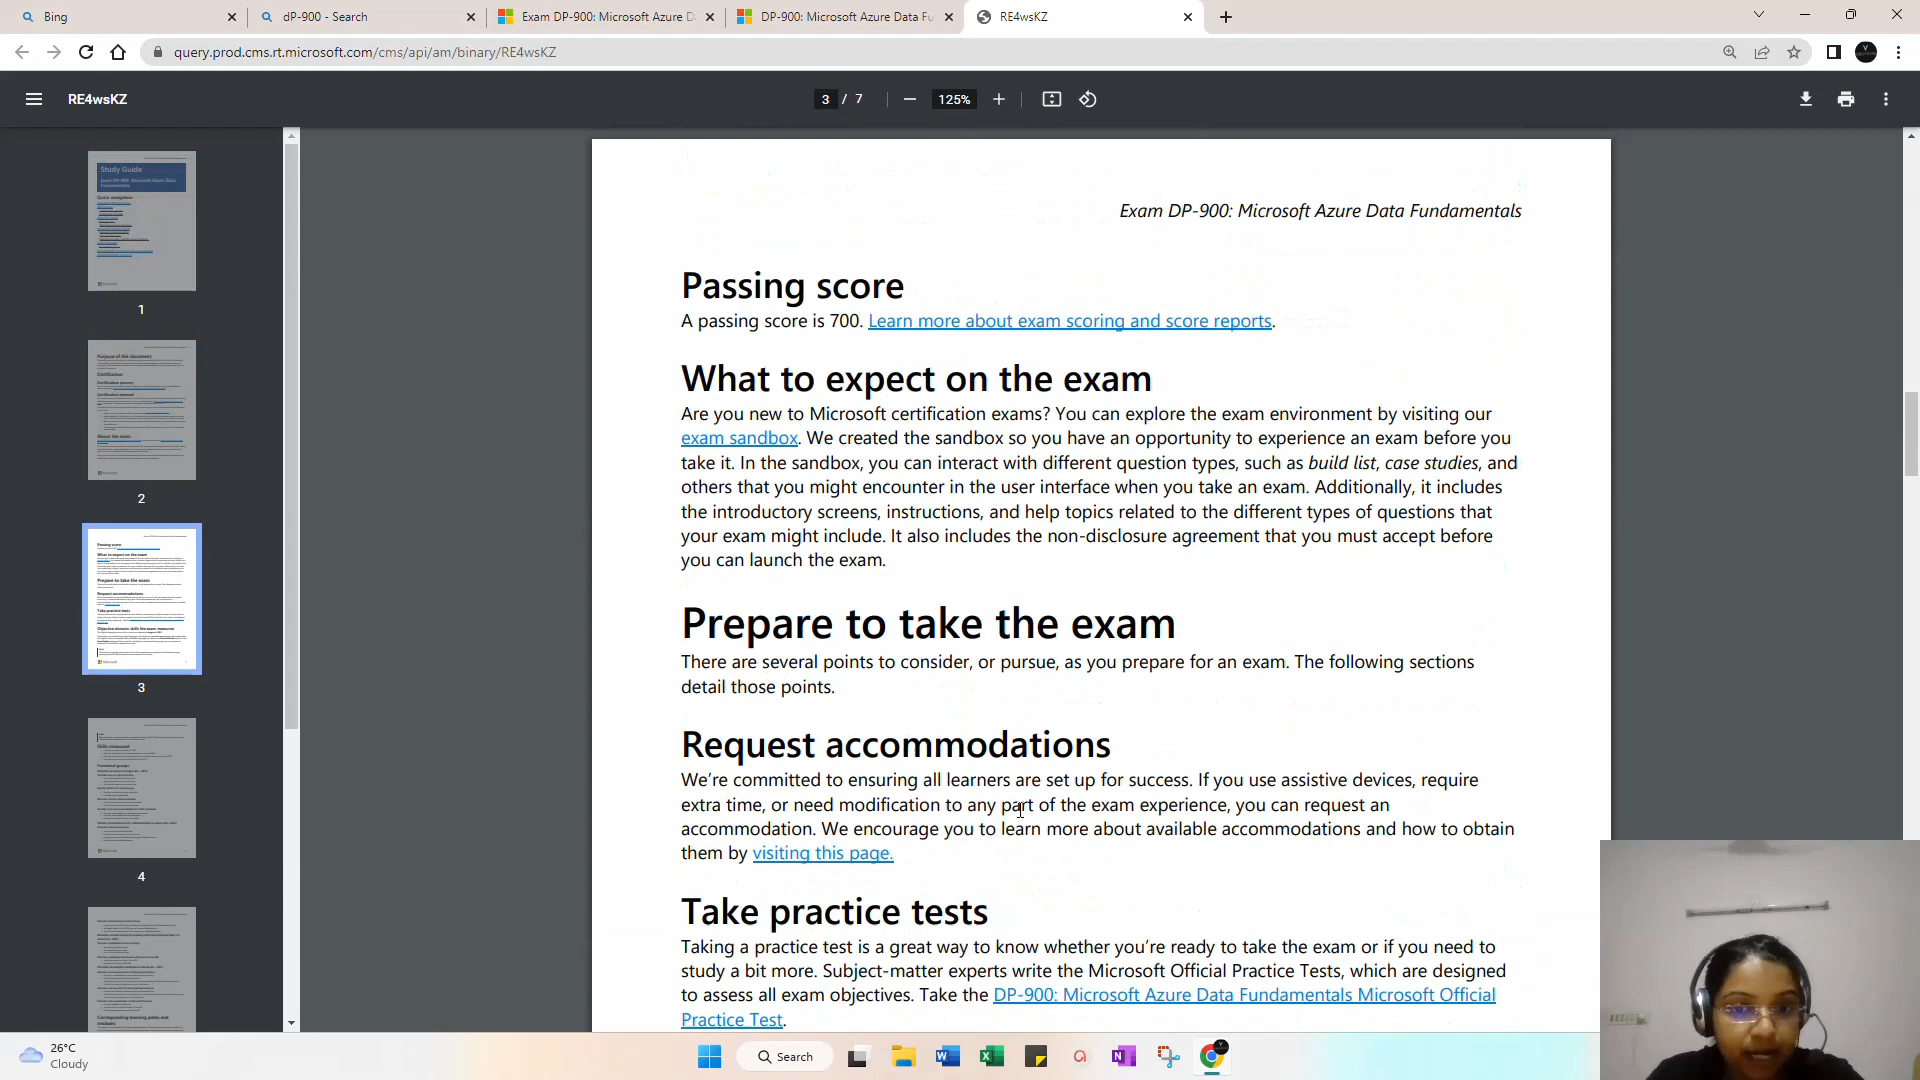 Bing
dP-900 - Search
Exam DP-900: Microsoft Azure D
DP-900: Microsoft Azure Data Fu
RE4wsKZ
query.prod.cms.rt.microsoft.com/cms/api/am/binary/RE4wsKZ
RE4wsKZ
3 / 7
125%
Study Guide
1
2
3
4
Exam DP-900: Microsoft Azure Data Fundamentals
Passing score
A passing score is 700. Learn more about exam scoring and score reports.
What to expect on the exam
Are you new to Microsoft certification exams? You can explore the exam environment by visiting our
exam sandbox. We created the sandbox so you have an opportunity to experience an exam before you
take it. In the sandbox, you can interact with different question types, such as build list, case studies, and
others that you might encounter in the user interface when you take an exam. Additionally, it includes
the introductory screens, instructions, and help topics related to the different types of questions that
your exam might include. It also includes the non-disclosure agreement that you must accept before
you can launch the exam.
Prepare to take the exam
There are several points to consider, or pursue, as you prepare for an exam. The following sections
detail those points.
Request accommodations
We're committed to ensuring all learners are set up for success. If you use assistive devices, require
extra time, or need modification to any part of the exam experience, you can request an
accommodation. We encourage you to learn more about available accommodations and how to obtain
them by visiting this page.
Take practice tests
Taking a practice test is a great way to know whether you're ready to take the exam or if you need to
study a bit more. Subject-matter experts write the Microsoft Official Practice Tests, which are designed
to assess all exam objectives. Take the DP-900: Microsoft Azure Data Fundamentals Microsoft Official
Practice Test.
26°C
Cloudy
Search